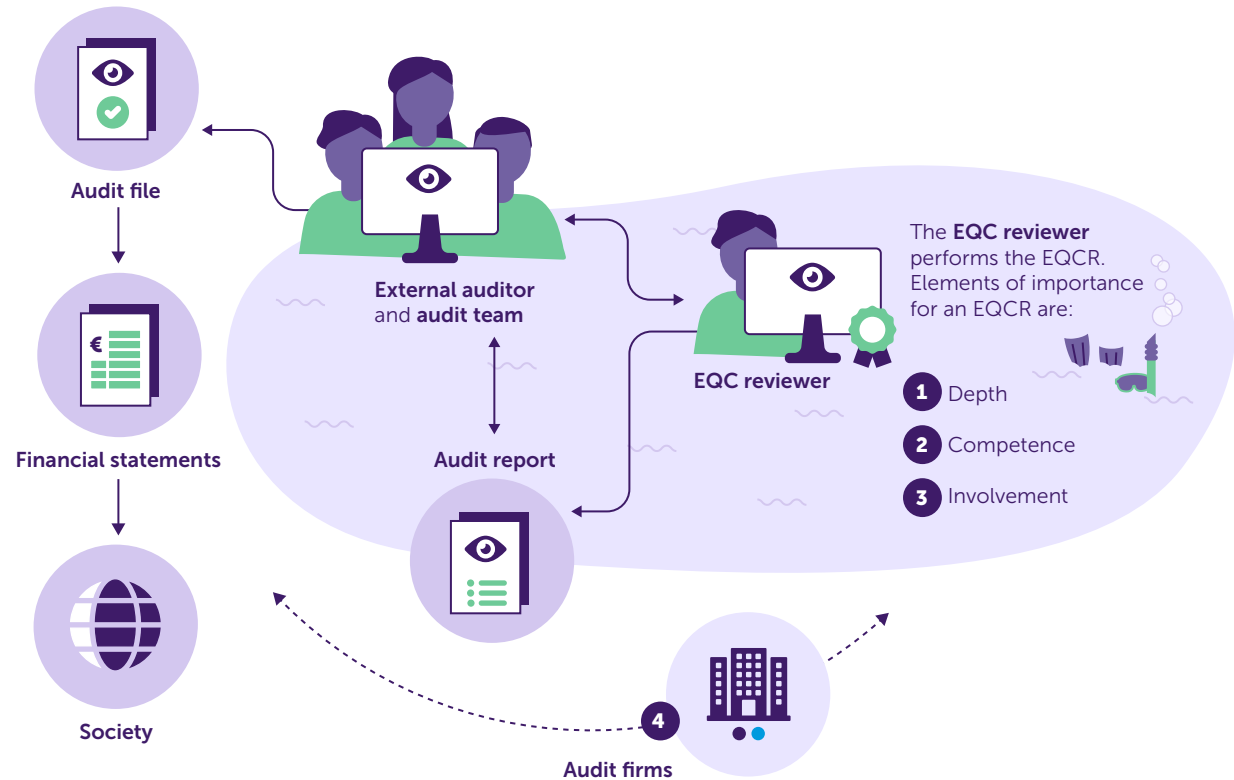 Audit file
Financial statements
€
Society
External auditor
and audit team
Audit report
EQC reviewer
The EQC reviewer
performs the EQCR.
Elements of importance
for an EQCR are:
1 Depth
2 Competence
3 Involvement
4
Audit firms